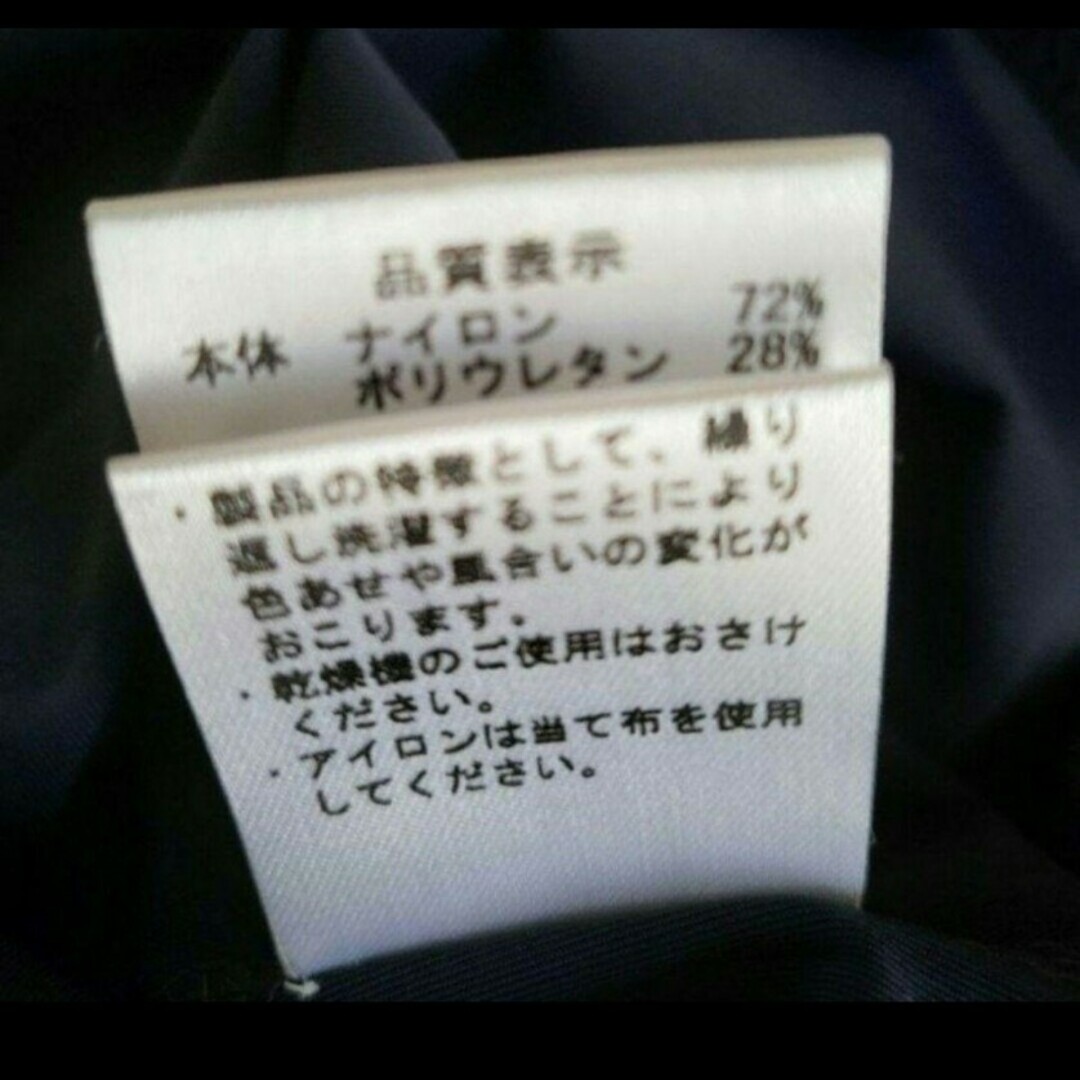 品質表示
本体 ナイロン 72%
ポリウレタン 28%
・製品の特徴として、繰り
返し洗濯することにより
色あせや風合いの変化が
おこります。
・乾燥機のご使用はおさけ
ください。
・アイロンは当て布を使用
してください。